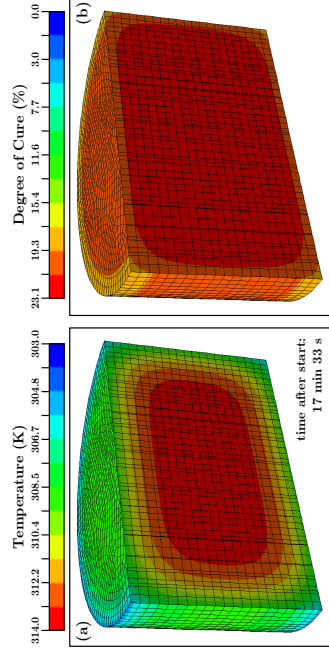 Temperature (K)
314.0 312.2 310.4 308.5 306.7 304.8 303.0
(a)
time after start:
17 min 33 s
Degree of Cure (%)
23.1 19.3 15.4 11.6 7.7 3.0 0.0
(b)